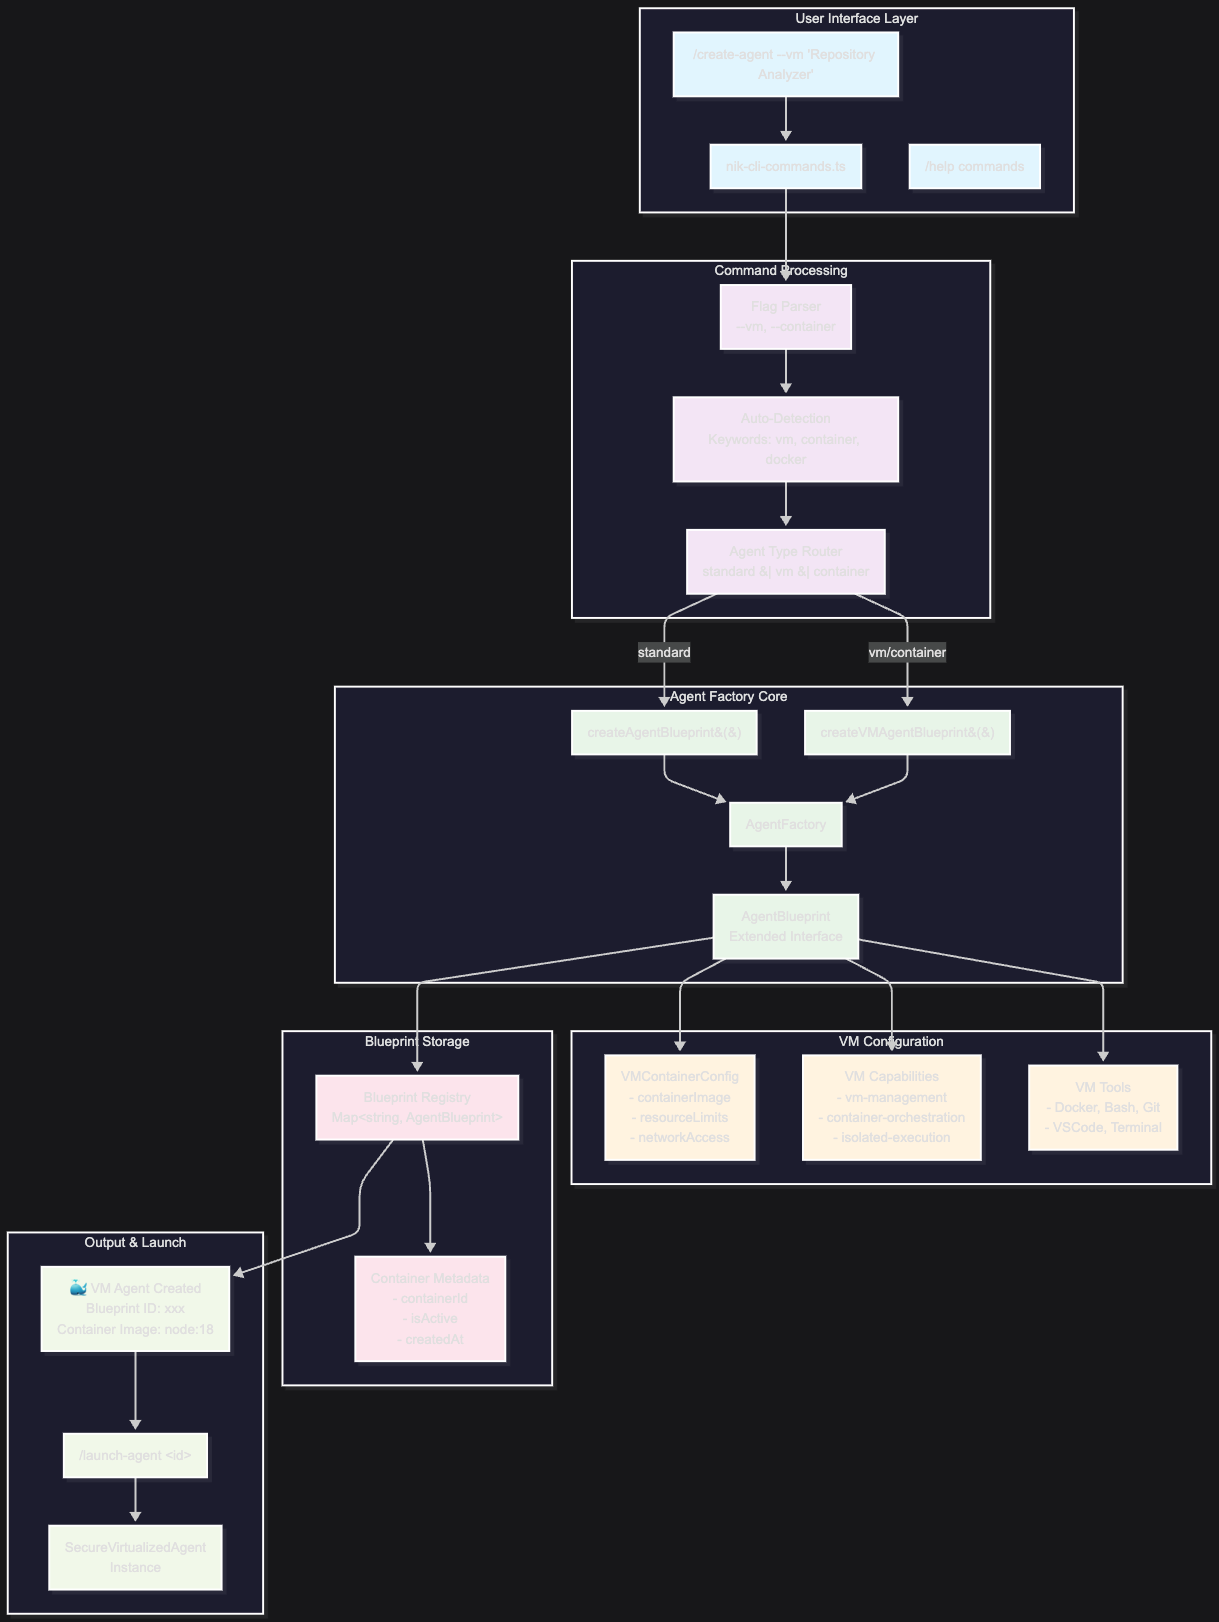 User Interface Layer
/create-agent --vm 'Repository
Analyzer'
nik-cli-commands.ts
/help commands
Command Processing
Flag Parser
--vm, --container
Auto-Detection
Keywords: vm, container,
docker
Agent Type Router
standard &| vm &| container
standard
vm/container
Agent Factory Core
createAgentBlueprint&(&)
createVMAgentBlueprint&(&)
AgentFactory
AgentBlueprint
Extended Interface
Blueprint Storage
Blueprint Registry
Map<string, AgentBlueprint>
VM Configuration
VMContainerConfig
- containerImage
- resourceLimits
- networkAccess
VM Capabilities
- vm-management
- container-orchestration
- isolated-execution
VM Tools
- Docker, Bash, Git
- VSCode, Terminal
Container Metadata
- containerId
- isActive
- createdAt
Output & Launch
🐳 VM Agent Created
Blueprint ID: xxx
Container Image: node:18
/launch-agent <id>
SecureVirtualizedAgent
Instance